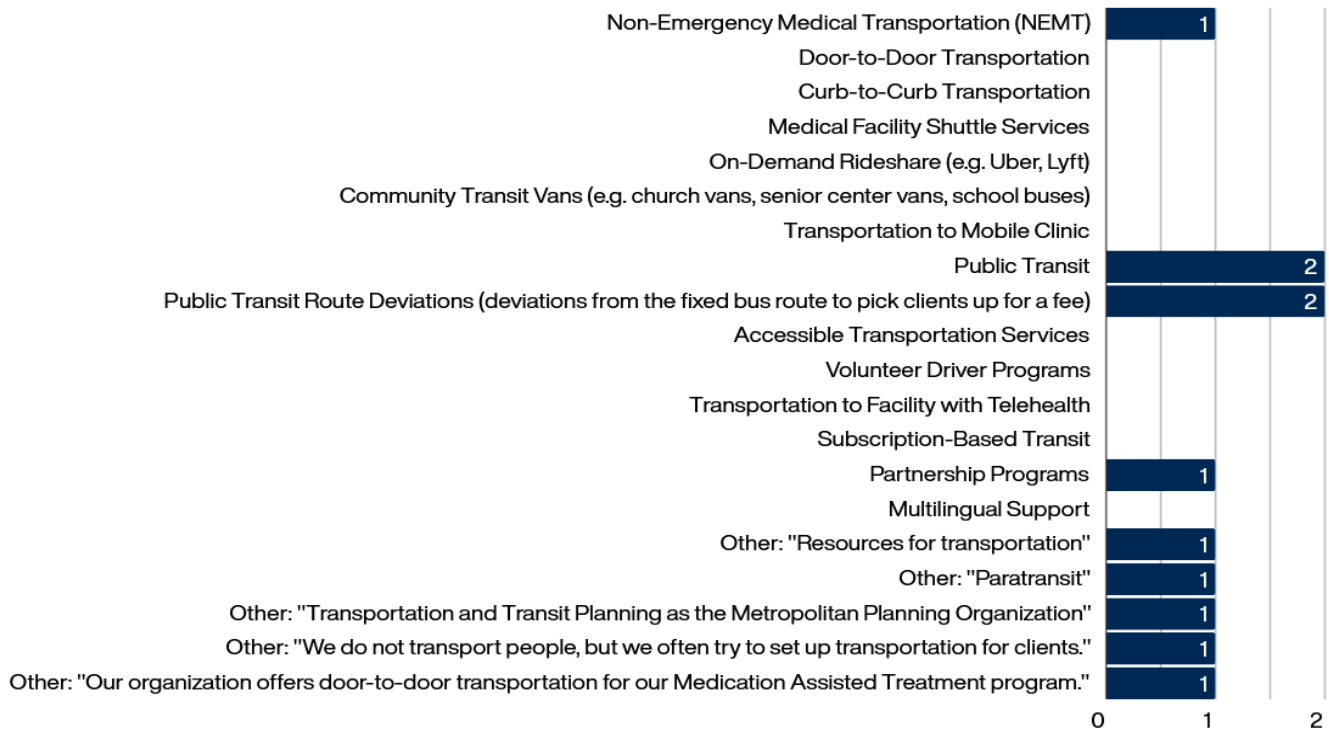 Non-Emergency Medical Transportation (NEMT) 1
Door-to-Door Transportation
Curb-to-Curb Transportation
Medical Facility Shuttle Services
On-Demand Rideshare (e.g. Uber, Lyft)
Community Transit Vans (e.g. church vans, senior center vans, school buses)
Transportation to Mobile Clinic
Public Transit 2
Public Transit Route Deviations (deviations from the fixed bus route to pick clients up for a fee) 2
Accessible Transportation Services
Volunteer Driver Programs
Transportation to Facility with Telehealth
Subscription-Based Transit
Partnership Programs 1
Multilingual Support
Other: "Resources for transportation" 1
Other: "Paratransit" 1
Other: "Transportation and Transit Planning as the Metropolitan Planning Organization" 1
Other: "We do not transport people, but we often try to set up transportation for clients." 1
Other: "Our organization offers door-to-door transportation for our Medication Assisted Treatment program." 1
0 1 2